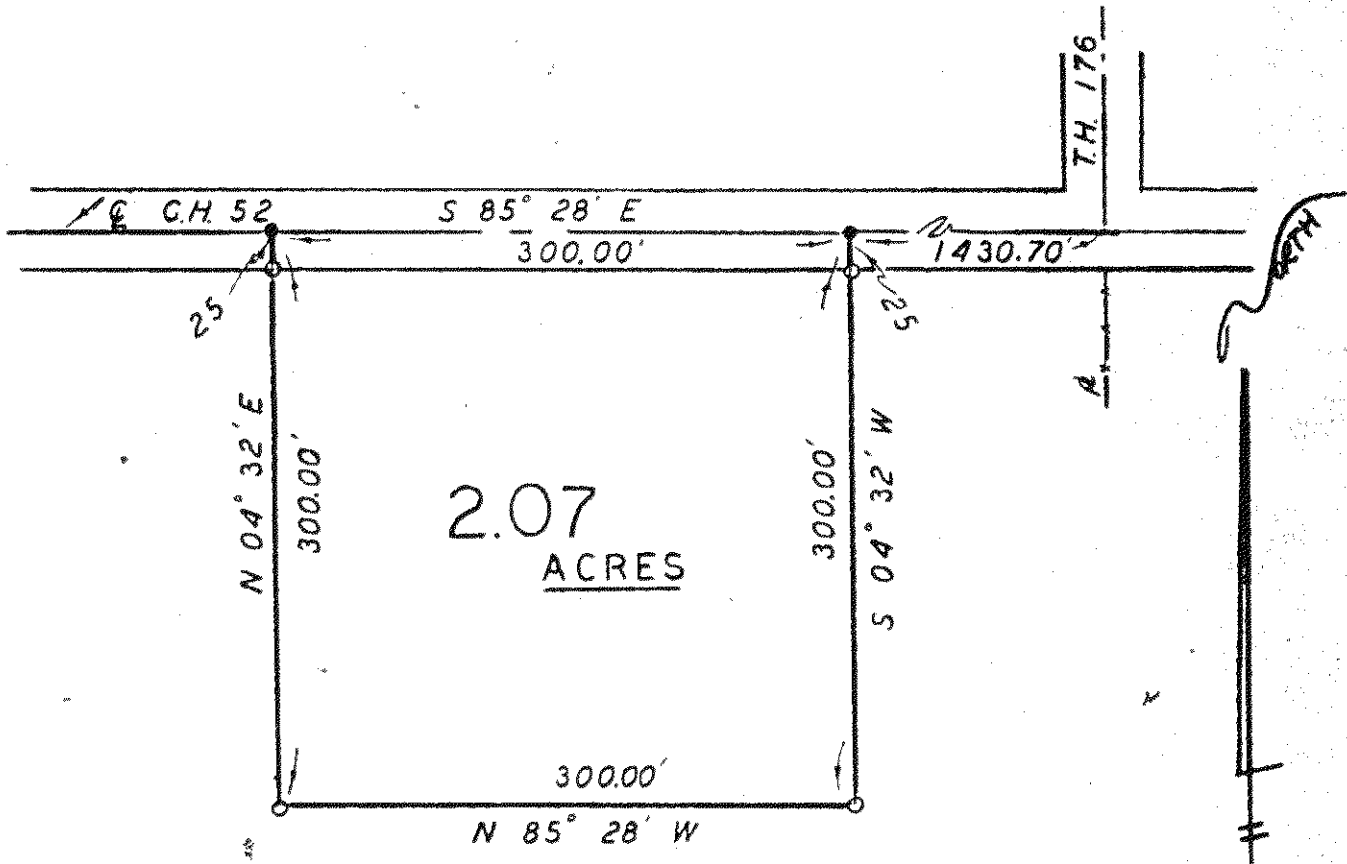 T.H. 176
℄ C.H. 52
S 85° 28' E
300.00'
1430.70'
25
25
N 04° 32' E
300.00'
2.07
ACRES
300.00'
S 04° 32' W
300.00'
N 85° 28' W